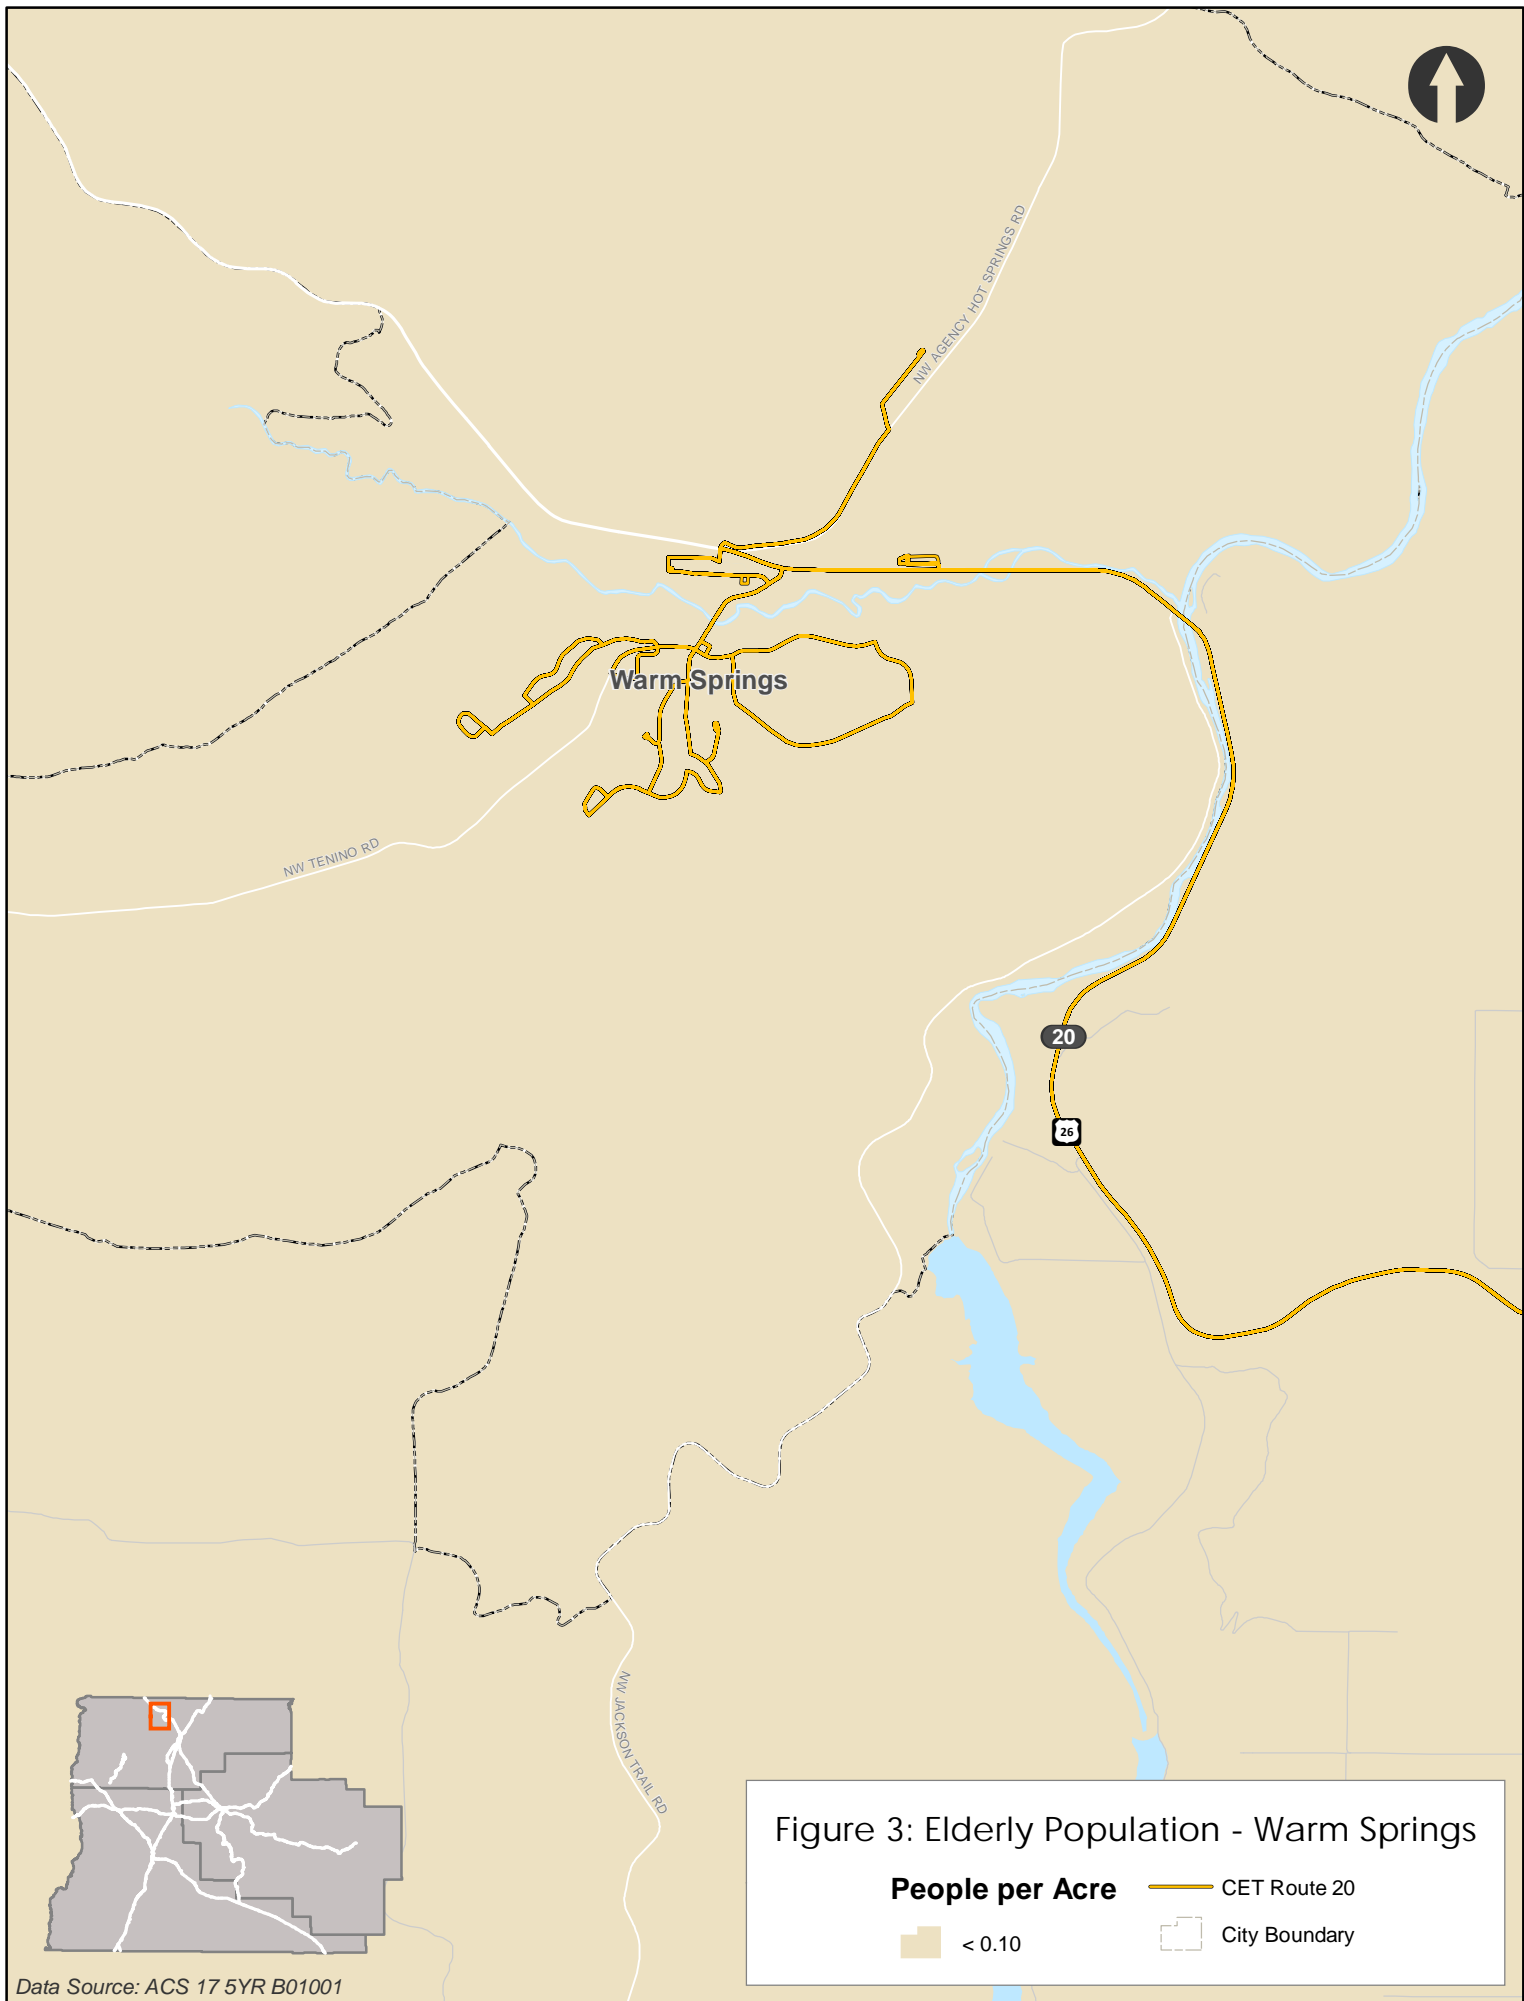 NW AGENCY HOT SPRINGS RD
Warm Springs
NW TENINO RD
20
26
NW JACKSON TRAIL RD
Figure 3: Elderly Population - Warm Springs
People per Acre
CET Route 20
< 0.10
City Boundary
Data Source: ACS 17 5YR B01001